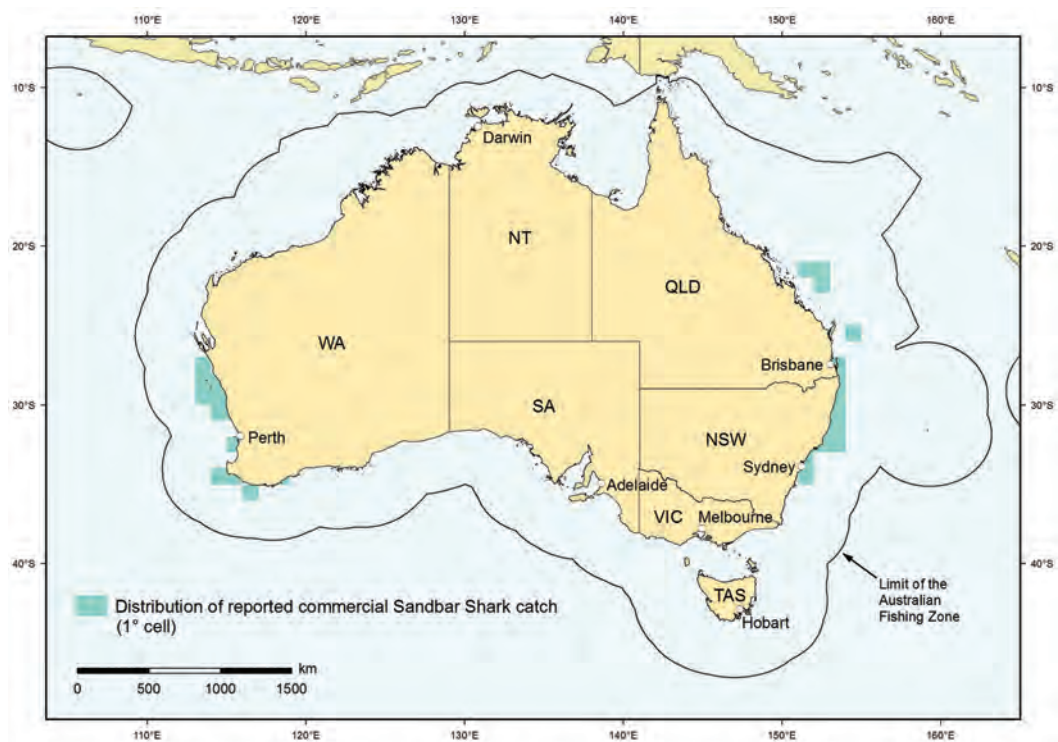 110°E 120°E 130°E 140°E 150°E 160°E
10°S 10°S
Darwin
NT
20°S 20°S
QLD
WA
Brisbane
30°S 30°S
SA
Perth
NSW
Sydney
Adelaide
VIC Melbourne
40°S 40°S
TAS
Hobart
Limit of the
Australian
Fishing Zone
Distribution of reported commercial Sandbar Shark catch
(1° cell)
km
0 500 1000 1500
110°E 120°E 130°E 140°E 150°E 160°E